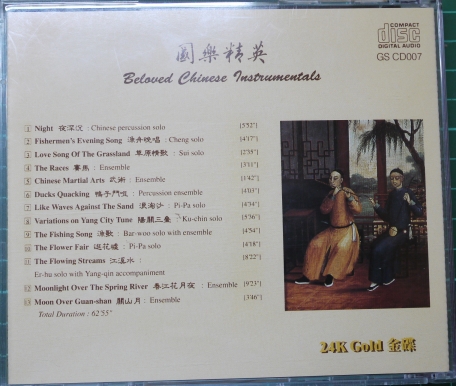 COMPACT
disc
DIGITAL AUDIO
GS CD007
國樂精英
Beloved Chinese Instrumentals
1 Night 夜深沉 : Chinese percussion solo [5'52"]
2 Fishermen's Evening Song 漁舟晚唱 : Cheng solo [4'17"]
3 Love Song Of The Grassland 草原情歌 : Sui solo [2'35"]
4 The Races 賽馬 : Ensemble [3'11"]
5 Chinese Martial Arts 武術 : Ensemble [1'42"]
6 Ducks Quacking 鴨子鬥咀 : Percussion ensemble [4'03"]
7 Like Waves Against The Sand 浪淘沙 : Pi-Pa solo [4'34"]
8 Variations on Yang City Tune 陽關三疊 : Ku-chin solo [5'36"]
9 The Fishing Song 漁歌 : Bar-woo solo with ensemble [4'54"]
10 The Flower Fair 逛花墟 : Pi-Pa solo [4'18"]
11 The Flowing Streams 江河水 : [8'22"]
Er-hu solo with Yang-qin accompaniment
12 Moonlight Over The Spring River 春江花月夜 : Ensemble [9'23"]
13 Moon Over Guan-shan 關山月 : Ensemble [3'46"]
Total Duration : 62'55"
24K Gold 金碟